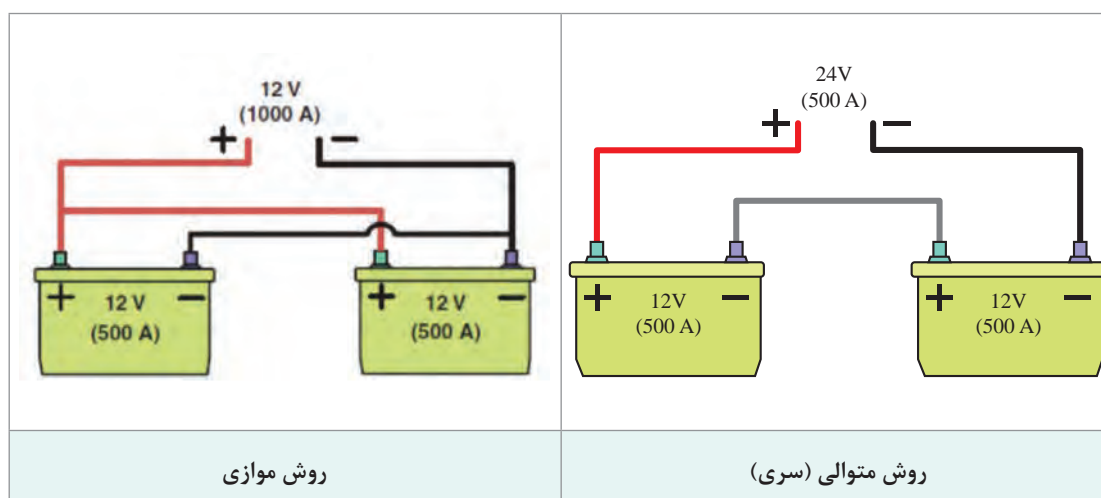 12 V
(1000 A)
+ −
+ 12 V −
(500 A)
+ 12 V −
(500 A)
روش موازی
24V
(500 A)
+ −
+ 12V −
(500 A)
+ 12V −
(500 A)
روش متوالی (سری)